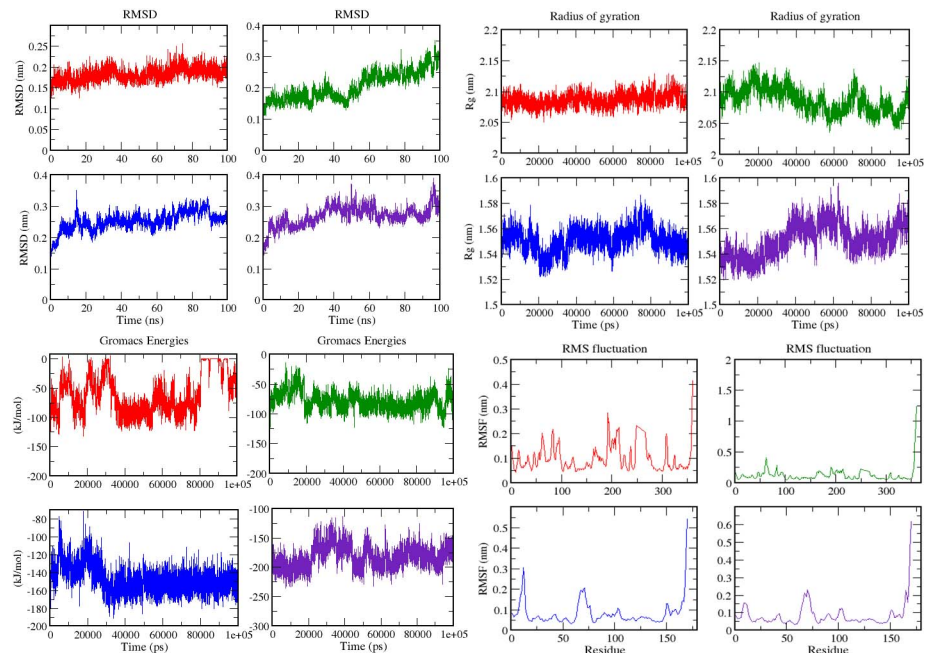 RMSD
RMSD
Radius of gyration
Radius of gyration
RMSD (nm)
0.25
0.2
0.15
0.1
0.05
0
0 20 40 60 80 100
0.4
0.3
0.2
0.1
0
0 20 40 60 80 100
Rg (nm)
2.2
2.15
2.1
2.05
2
0 20000 40000 60000 80000 1e+05
2.2
2.15
2.1
2.05
2
0 20000 40000 60000 80000 1e+05
RMSD (nm)
0.4
0.3
0.2
0.1
0
0 20 40 60 80 100
Time (ns)
0.4
0.3
0.2
0.1
0
0 20 40 60 80 100
Time (ns)
Rg (nm)
1.6
1.58
1.56
1.54
1.52
1.5
0 20000 40000 60000 80000 1e+05
Time (ps)
1.6
1.58
1.56
1.54
1.52
1.5
0 20000 40000 60000 80000 1e+05
Time (ps)
Gromacs Energies
Gromacs Energies
RMS fluctuation
RMS fluctuation
(kJ/mol)
0
-50
-100
-150
-200
0 20000 40000 60000 80000 1e+05
0
-50
-100
-150
-200
0 20000 40000 60000 80000 1e+05
RMSF (nm)
0.5
0.4
0.3
0.2
0.1
0
0 100 200 300
2
1.5
1
0.5
0
0 100 200 300
(kJ/mol)
-80
-100
-120
-140
-160
-180
-200
0 20000 40000 60000 80000 1e+05
Time (ps)
-100
-150
-200
-250
-300
0 20000 40000 60000 80000 1e+05
Time (ps)
RMSF (nm)
0.5
0.4
0.3
0.2
0.1
0
0 50 100 150
Residue
0.6
0.5
0.4
0.3
0.2
0.1
0
0 50 100 150
Residue